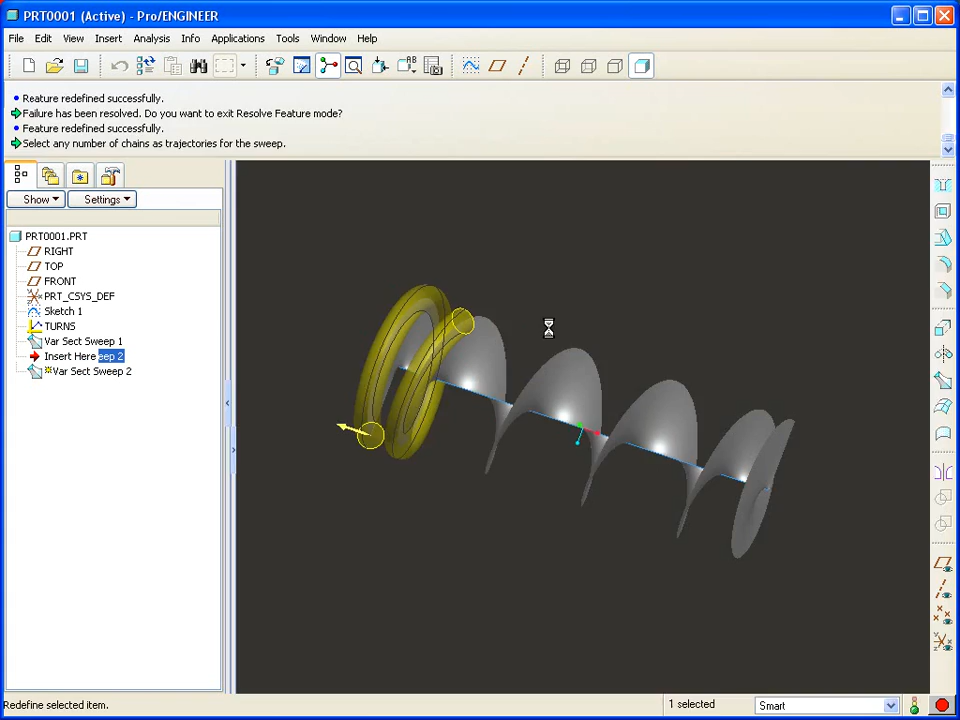 PRT0001 (Active) - Pro/ENGINEER
File Edit View Insert Analysis Info Applications Tools Window Help
Reature redefined successfully.
Failure has been resolved. Do you want to exit Resolve Feature mode?
Feature redefined successfully.
Select any number of chains as trajectories for the sweep.
Show Settings
PRT0001.PRT
RIGHT
TOP
FRONT
PRT_CSYS_DEF
Sketch 1
TURNS
Var Sect Sweep 1
Insert Here eep 2
Var Sect Sweep 2
Redefine selected item.
1 selected
Smart